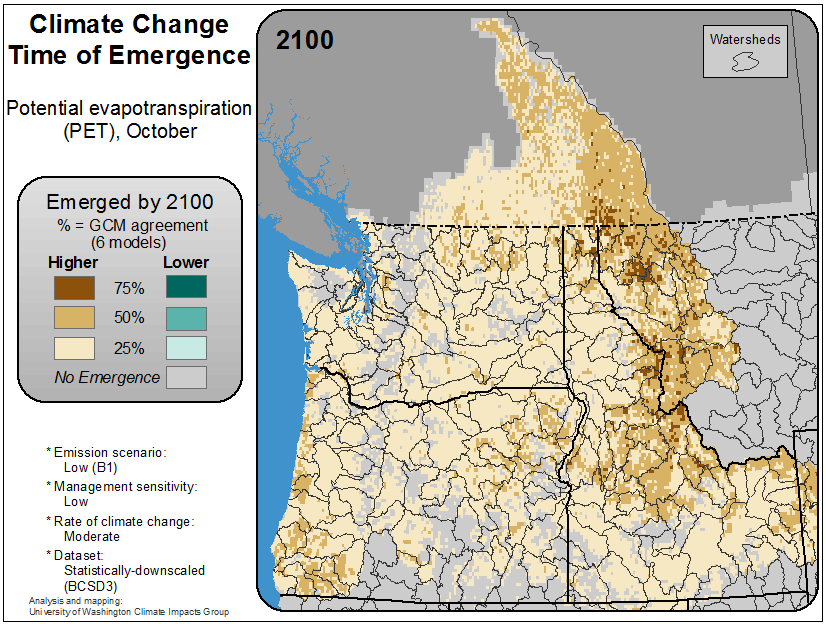 Climate Change
Time of Emergence
Potential evapotranspiration
(PET), October
Emerged by 2100
% = GCM agreement
(6 models)
Higher Lower
75%
50%
25%
No Emergence
* Emission scenario:
Low (B1)
* Management sensitivity:
Low
* Rate of climate change:
Moderate
* Dataset:
Statistically-downscaled
(BCSD3)
Analysis and mapping:
University of Washington Climate Impacts Group
2100
Watersheds